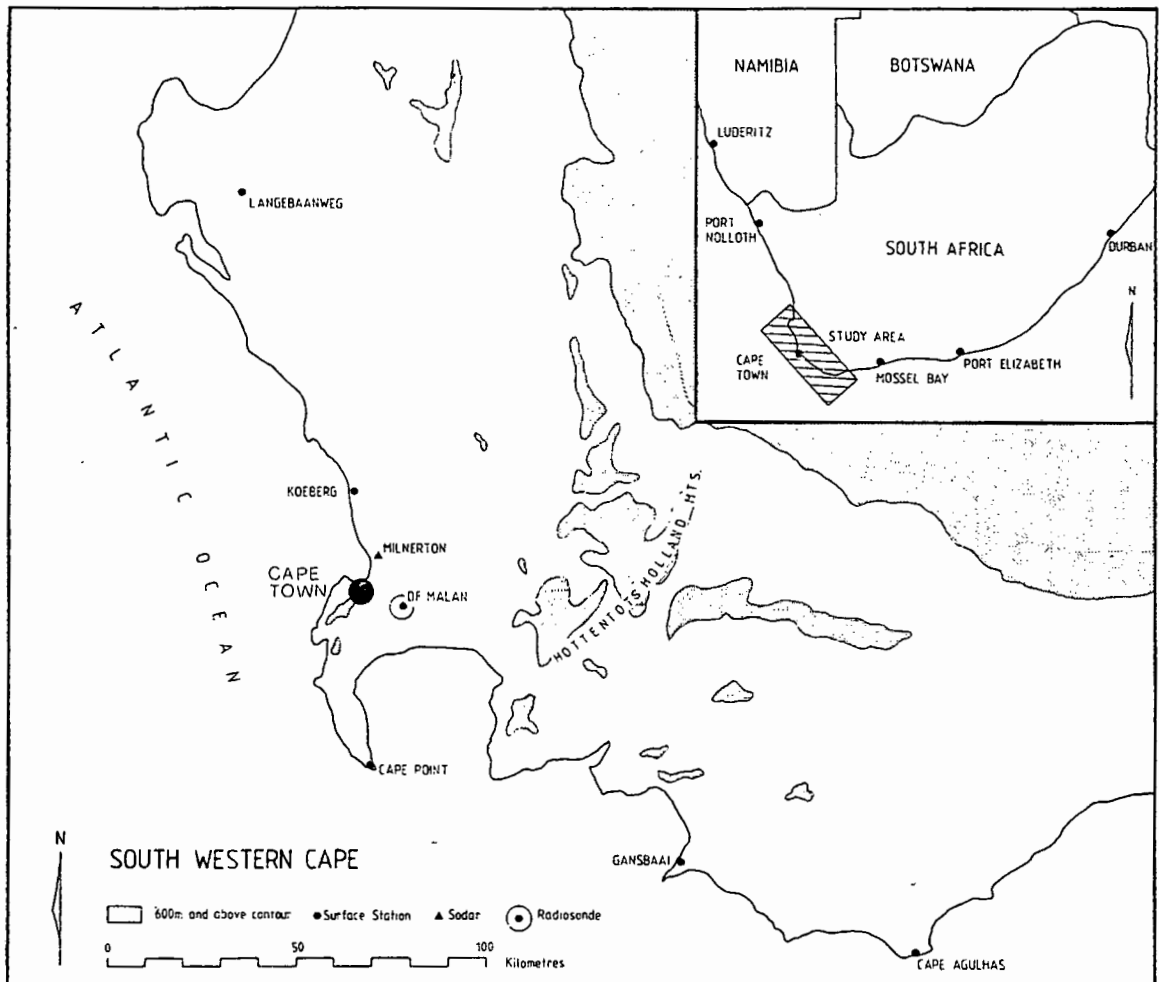 NAMIBIA
BOTSWANA
LUDERITZ
PORT
NOLLOTH
SOUTH AFRICA
DURBAN
N
STUDY AREA
CAPE
TOWN
MOSSEL BAY
PORT ELIZABETH
LANGEBAANWEG
ATLANTIC OCEAN
KOEBERG
MILNERTON
CAPE
TOWN
DF MALAN
HOTTENTOTS HOLLAND MTS.
CAPE POINT
GANSBAAI
CAPE AGULHAS
N
SOUTH WESTERN CAPE
600m and above contour
Surface Station
Sodar
Radiosonde
0 50 100
Kilometres